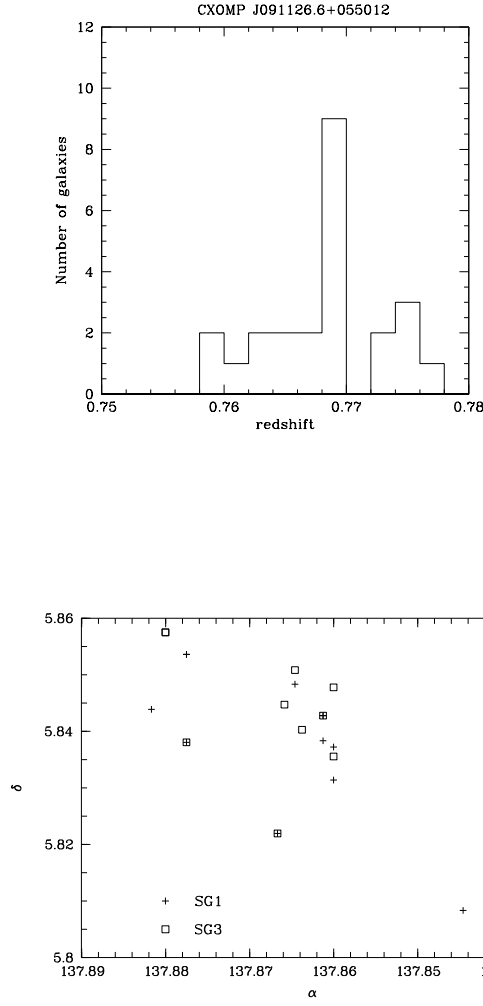 CXOMP J091126.6+055012
12
10
8
6
4
2
0
Number of galaxies
0.75 0.76 0.77 0.78
redshift
5.86
5.84
5.82
5.8
δ
SG1
SG3
137.89 137.88 137.87 137.86 137.85 1
α